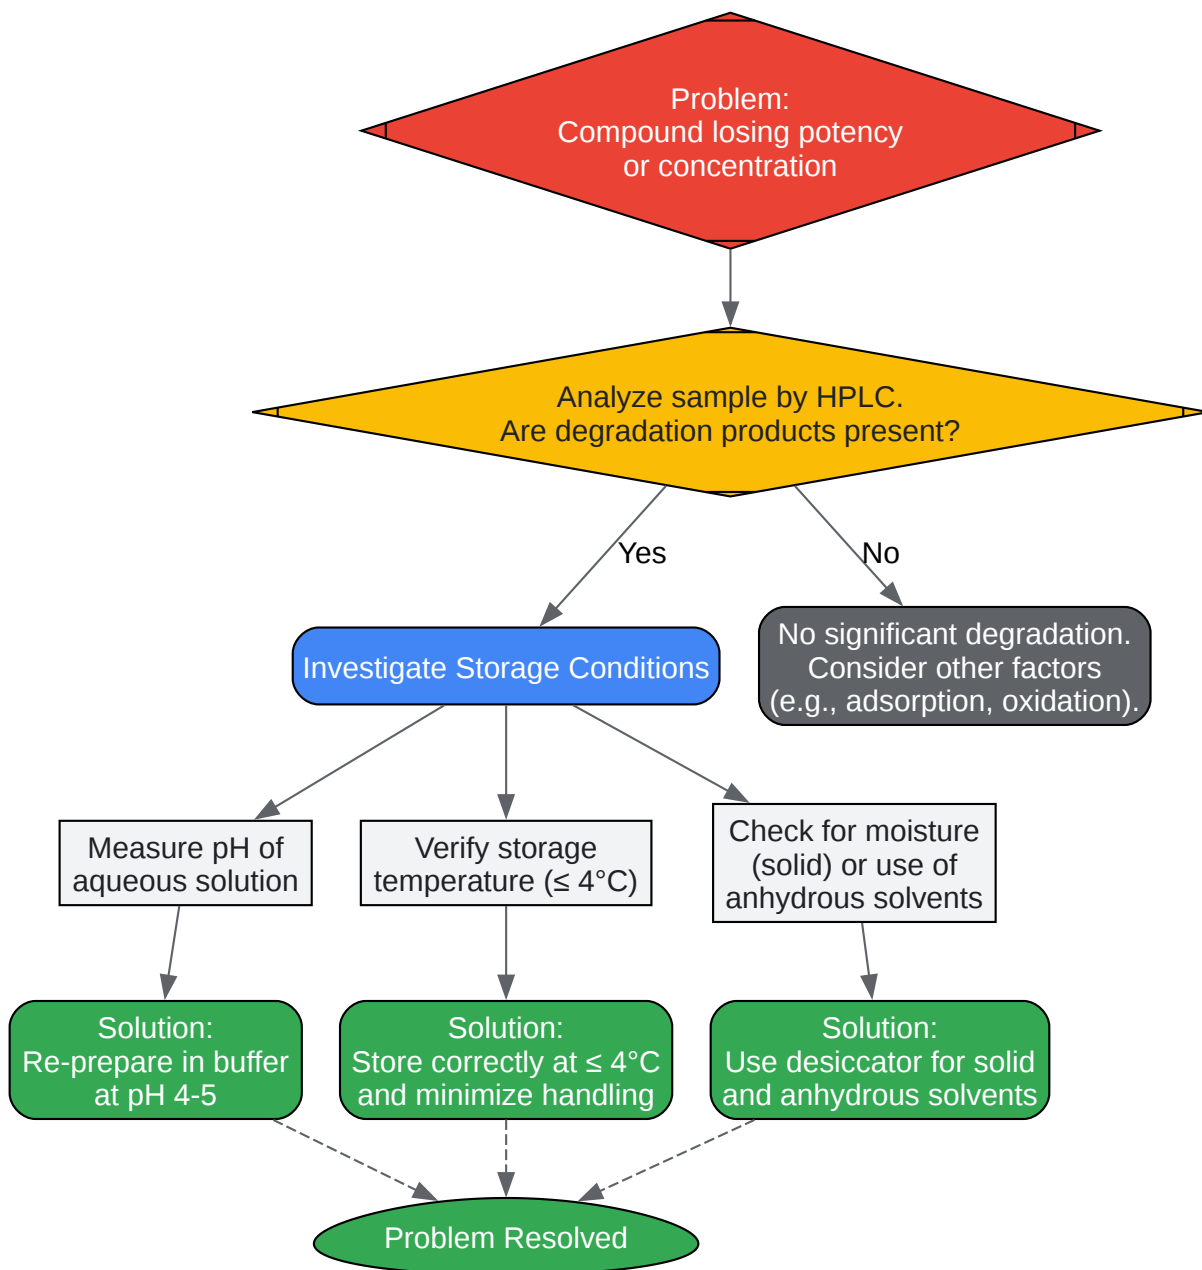 Problem:
Compound losing potency
or concentration
Analyze sample by HPLC.
Are degradation products present?
Yes
No
Investigate Storage Conditions
No significant degradation.
Consider other factors
(e.g., adsorption, oxidation).
Measure pH of
aqueous solution
Verify storage
temperature (≤ 4°C)
Check for moisture
(solid) or use of
anhydrous solvents
Solution:
Re-prepare in buffer
at pH 4-5
Solution:
Store correctly at ≤ 4°C
and minimize handling
Solution:
Use desiccator for solid
and anhydrous solvents
Problem Resolved